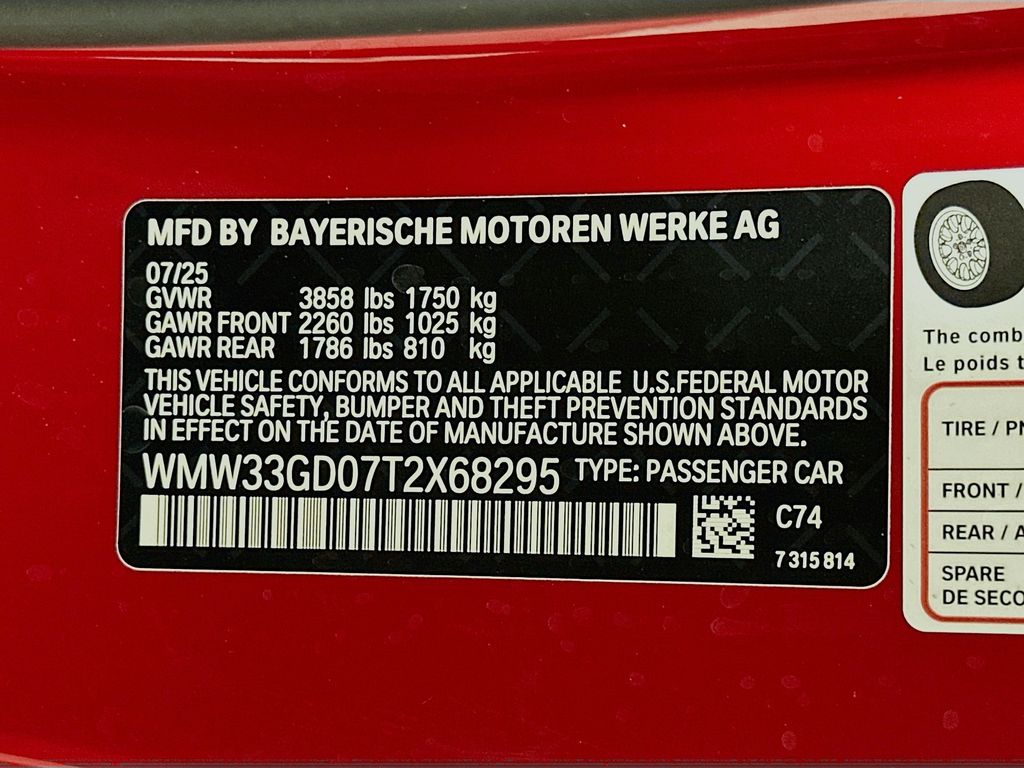 MFD BY BAYERISCHE MOTOREN WERKE AG
07/25
GVWR 3858 lbs 1750 kg
GAWR FRONT 2260 lbs 1025 kg
GAWR REAR 1786 lbs 810 kg
THIS VEHICLE CONFORMS TO ALL APPLICABLE U.S.FEDERAL MOTOR
VEHICLE SAFETY, BUMPER AND THEFT PREVENTION STANDARDS
IN EFFECT ON THE DATE OF MANUFACTURE SHOWN ABOVE.
WMW33GD07T2X68295 TYPE: PASSENGER CAR
C74
7315814
The comb
Le poids t
TIRE / PN
FRONT /
REAR / A
SPARE
DE SECO